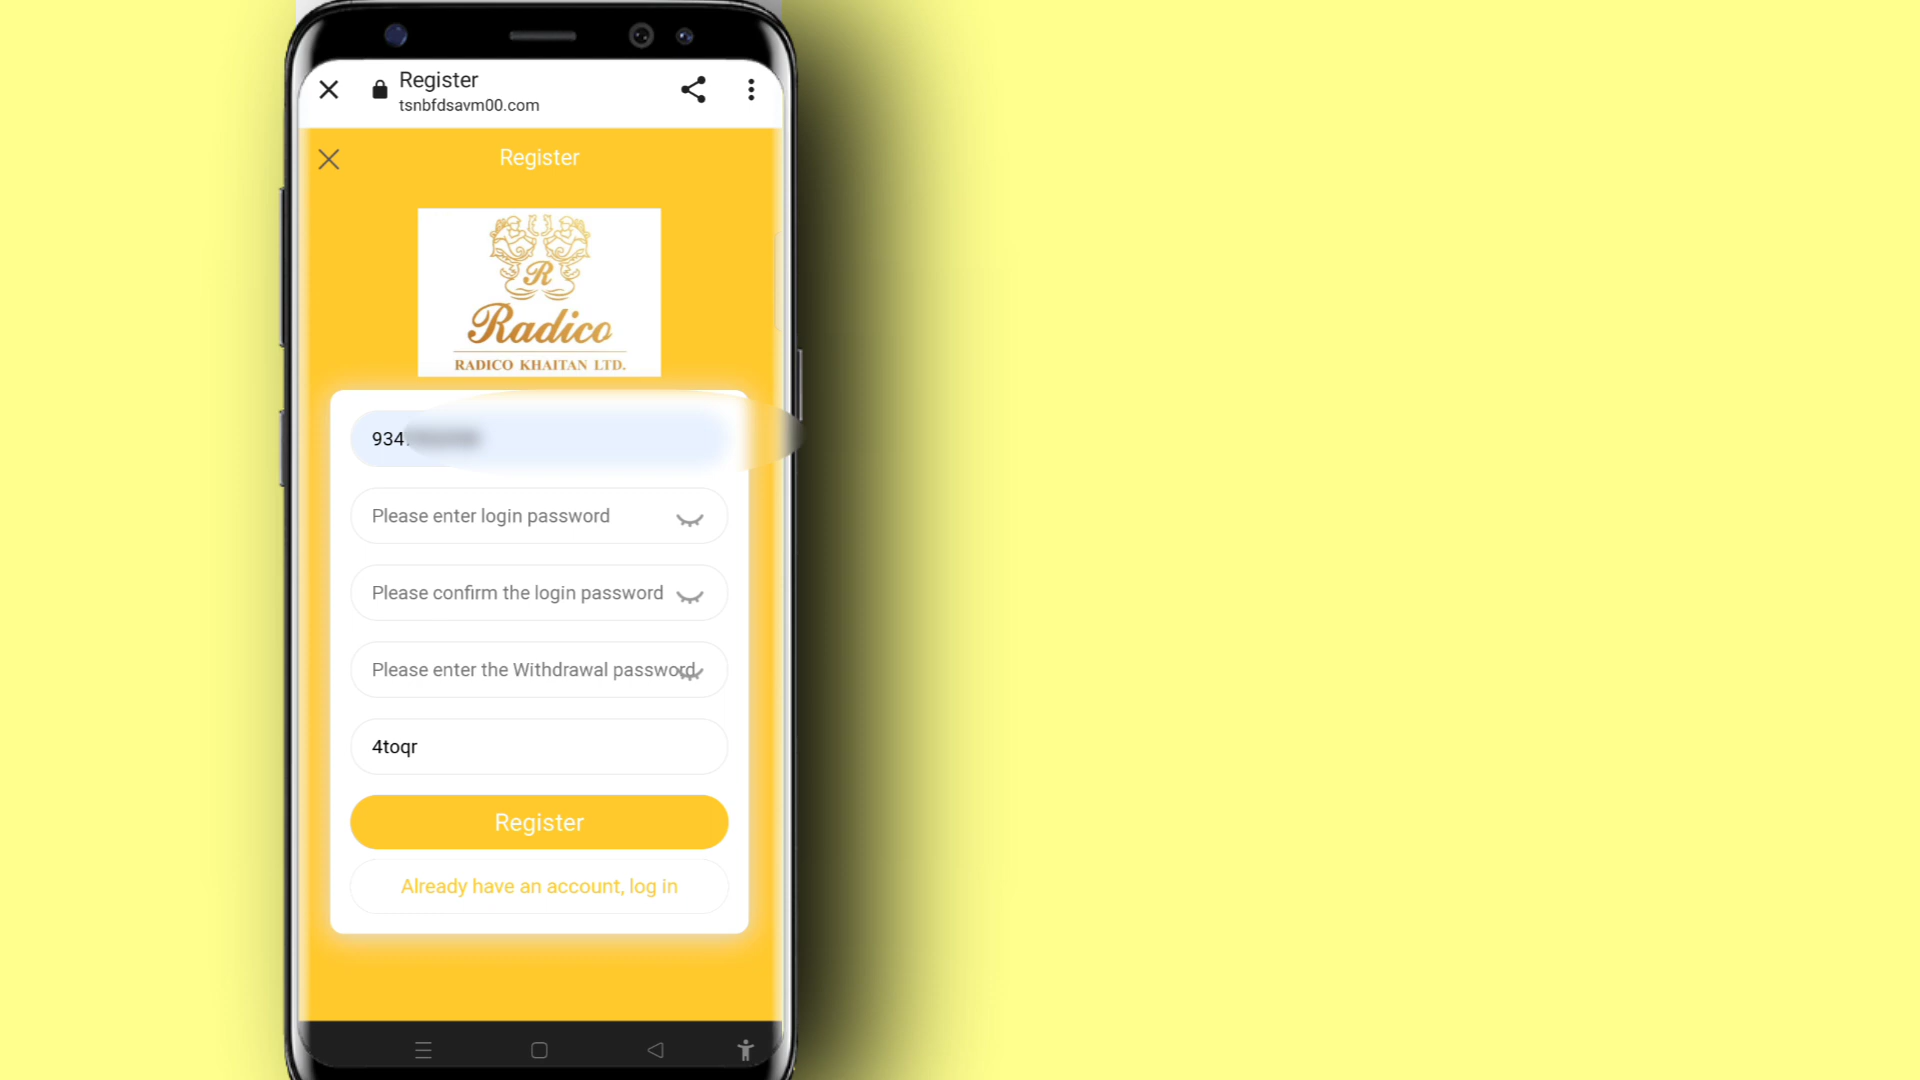 Register
tsnbfdsavm00.com
Register
R
Radico
RADICO KHAITAN LTD.
934
Please enter login password
Please confirm the login password
Please enter the Withdrawal password
4toqr
Register
Already have an account, log in